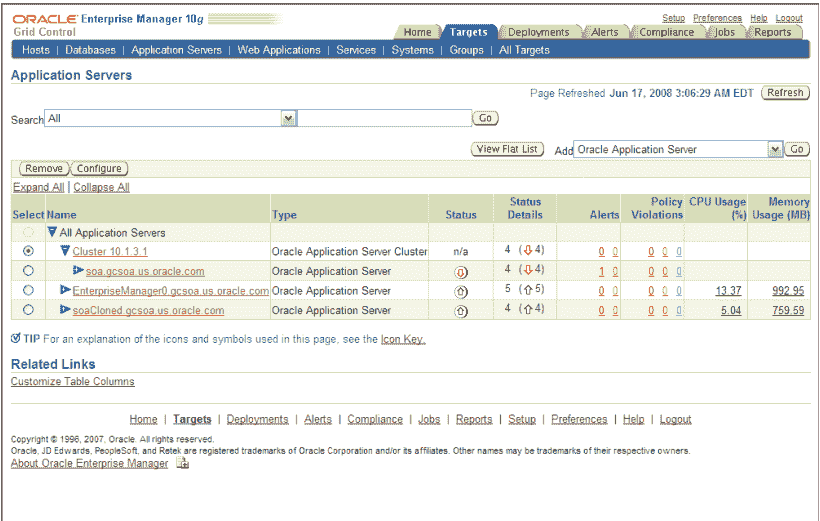 ORACLE Enterprise Manager 10g
Grid Control
Setup Preferences Help Logout
Home Targets Deployments Alerts Compliance Jobs Reports
Hosts | Databases | Application Servers | Web Applications | Services | Systems | Groups | All Targets
Application Servers
Page Refreshed Jun 17, 2008 3:06:29 AM EDT Refresh
Search All Go
View Flat List Add Oracle Application Server Go
Remove Configure
Expand All | Collapse All
Select Name Type Status Status Details Alerts Policy Violations CPU Usage (%) Memory Usage (MB)
All Application Servers
Cluster 10.1.3.1 Oracle Application Server Cluster n/a 4 (4) 0 0 0 0 0
soa.gcsoa.us.oracle.com Oracle Application Server 4 (4) 1 0 0 0 0
EnterpriseManager0.gcsoa.us.oracle.com Oracle Application Server 5 (5) 0 0 0 0 0 13.37 992.95
soaCloned.gcsoa.us.oracle.com Oracle Application Server 4 (4) 0 0 0 0 0 5.04 759.59
TIP For an explanation of the icons and symbols used in this page, see the Icon Key.
Related Links
Customize Table Columns
Home | Targets | Deployments | Alerts | Compliance | Jobs | Reports | Setup | Preferences | Help | Logout
Copyright © 1996, 2007, Oracle. All rights reserved.
Oracle, JD Edwards, PeopleSoft, and Retek are registered trademarks of Oracle Corporation and/or its affiliates. Other names may be trademarks of their respective owners.
About Oracle Enterprise Manager